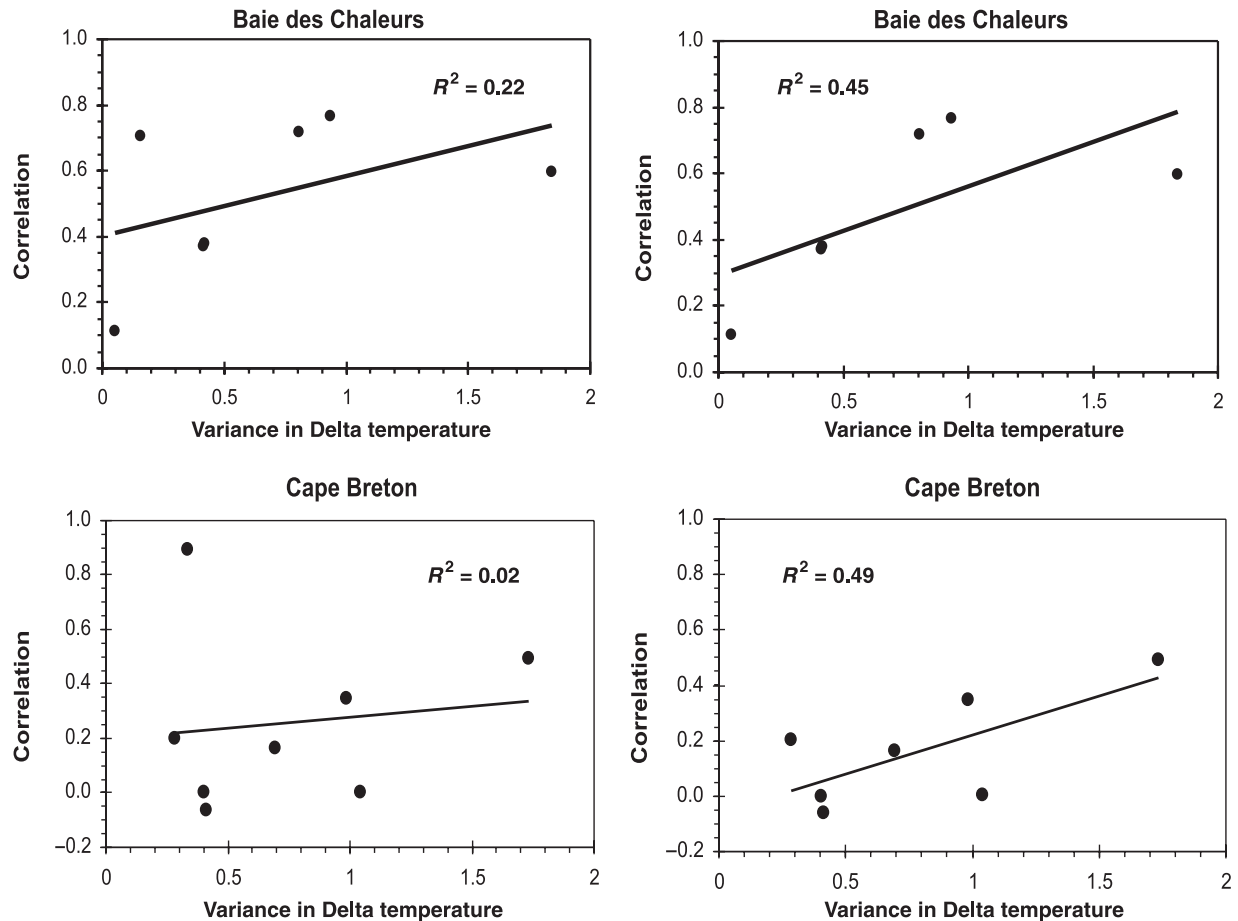 Baie des Chaleurs
1.0
0.8
0.6
0.4
0.2
0.0
R² = 0.22
Correlation
0
0.5
1
1.5
2
Variance in Delta temperature
Baie des Chaleurs
1.0
0.8
0.6
0.4
0.2
0.0
R² = 0.45
Correlation
0
0.5
1
1.5
2
Variance in Delta temperature
Cape Breton
1.0
0.8
0.6
0.4
0.2
0.0
–0.2
R² = 0.02
Correlation
0
0.5
1
1.5
2
Variance in Delta temperature
Cape Breton
1.0
0.8
0.6
0.4
0.2
0.0
–0.2
R² = 0.49
Correlation
0
0.5
1
1.5
2
Variance in Delta temperature